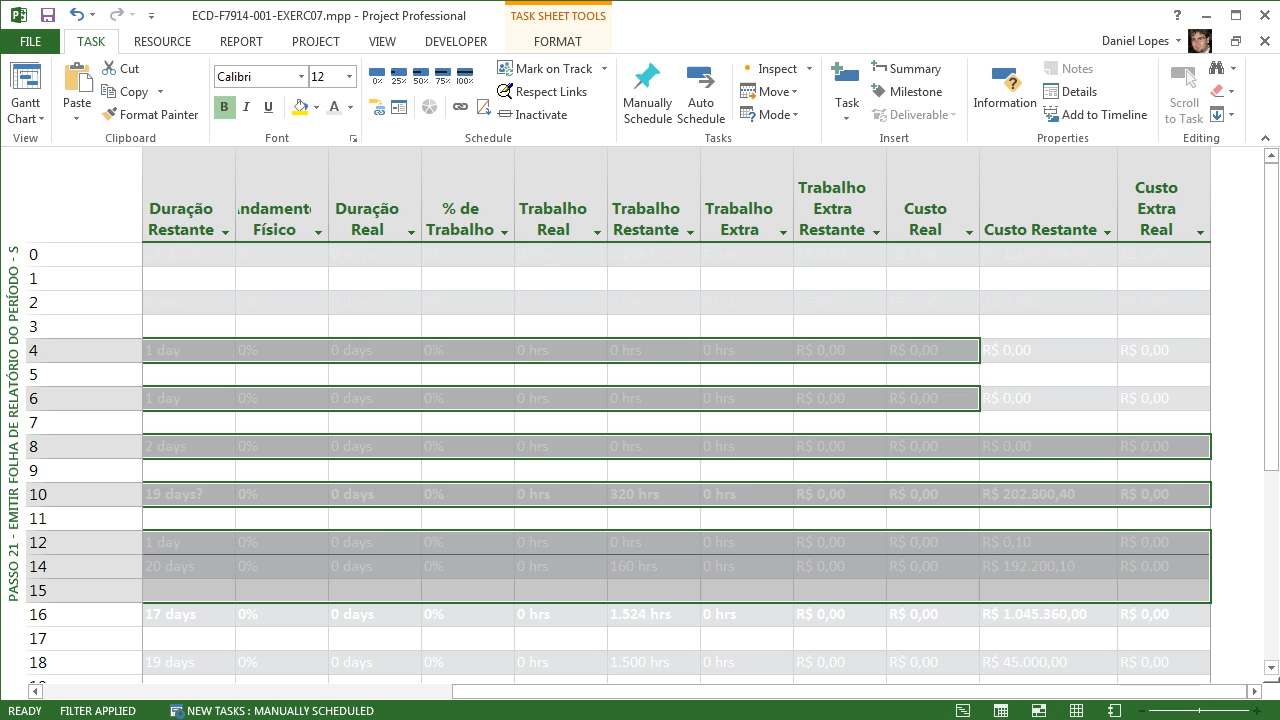 ECD-F7914-001-EXERC07.mpp - Project Professional
TASK SHEET TOOLS
FILE TASK RESOURCE REPORT PROJECT VIEW DEVELOPER FORMAT
Daniel Lopes
Gantt Chart
View
Paste
Cut
Copy
Format Painter
Clipboard
Calibri 12
B I U A
Font
0% 25% 50% 75% 100%
Mark on Track
Respect Links
Inactivate
Schedule
Manually Schedule
Auto Schedule
Inspect
Move
Mode
Tasks
Task
Summary
Milestone
Deliverable
Insert
Information
Notes
Details
Add to Timeline
Properties
Scroll to Task
Editing
PASSO 21 - EMITIR FOLHA DE RELATÓRIO DO PERÍODO - S
Duração Restante
ndament Físico
Duração Real
% de Trabalho
Trabalho Real
Trabalho Restante
Trabalho Extra
Trabalho Extra Restante
Custo Real
Custo Restante
Custo Extra Real
0
1
2
3
4 1 day 0% 0 days 0% 0 hrs 0 hrs 0 hrs R$ 0,00 R$ 0,00 R$ 0,00 R$ 0,00
5
6 1 day 0% 0 days 0% 0 hrs 0 hrs 0 hrs R$ 0,00 R$ 0,00 R$ 0,00 R$ 0,00
7
8 2 days 0% 0 days 0% 0 hrs 0 hrs 0 hrs R$ 0,00 R$ 0,00 R$ 0,00 R$ 0,00
9
10 19 days? 0% 0 days 0% 0 hrs 320 hrs 0 hrs R$ 0,00 R$ 0,00 R$ 202.800,40 R$ 0,00
11
12 1 day 0% 0 days 0% 0 hrs 0 hrs 0 hrs R$ 0,00 R$ 0,00 R$ 0,10 R$ 0,00
14 20 days 0% 0 days 0% 0 hrs 160 hrs 0 hrs R$ 0,00 R$ 0,00 R$ 192.200,10 R$ 0,00
15
16 17 days 0% 0 days 0% 0 hrs 1.524 hrs 0 hrs R$ 0,00 R$ 0,00 R$ 1.045.360,00 R$ 0,00
17
18 19 days 0% 0 days 0% 0 hrs 1.500 hrs 0 hrs R$ 0,00 R$ 0,00 R$ 45.000,00 R$ 0,00
READY FILTER APPLIED NEW TASKS : MANUALLY SCHEDULED